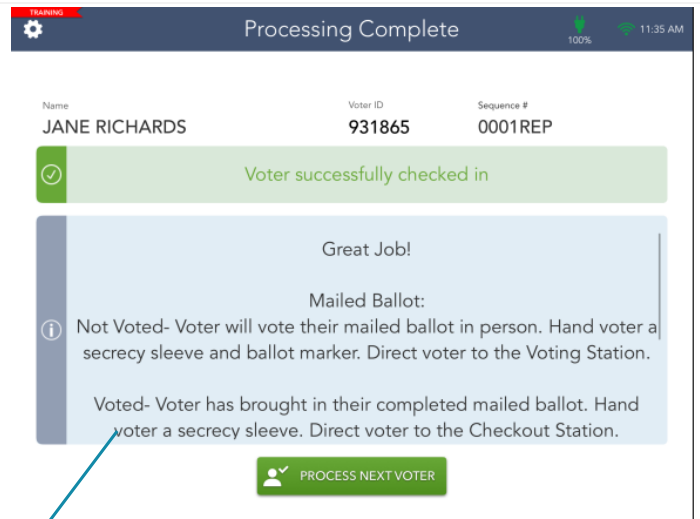 TRAINING
Processing Complete
100%
11:35 AM
Name
Voter ID
Sequence #
JANE RICHARDS
931865
0001REP
Voter successfully checked in
Great Job!
Mailed Ballot:
Not Voted- Voter will vote their mailed ballot in person. Hand voter a
secrecy sleeve and ballot marker. Direct voter to the Voting Station.
Voted- Voter has brought in their completed mailed ballot. Hand
voter a secrecy sleeve. Direct voter to the Checkout Station.
PROCESS NEXT VOTER